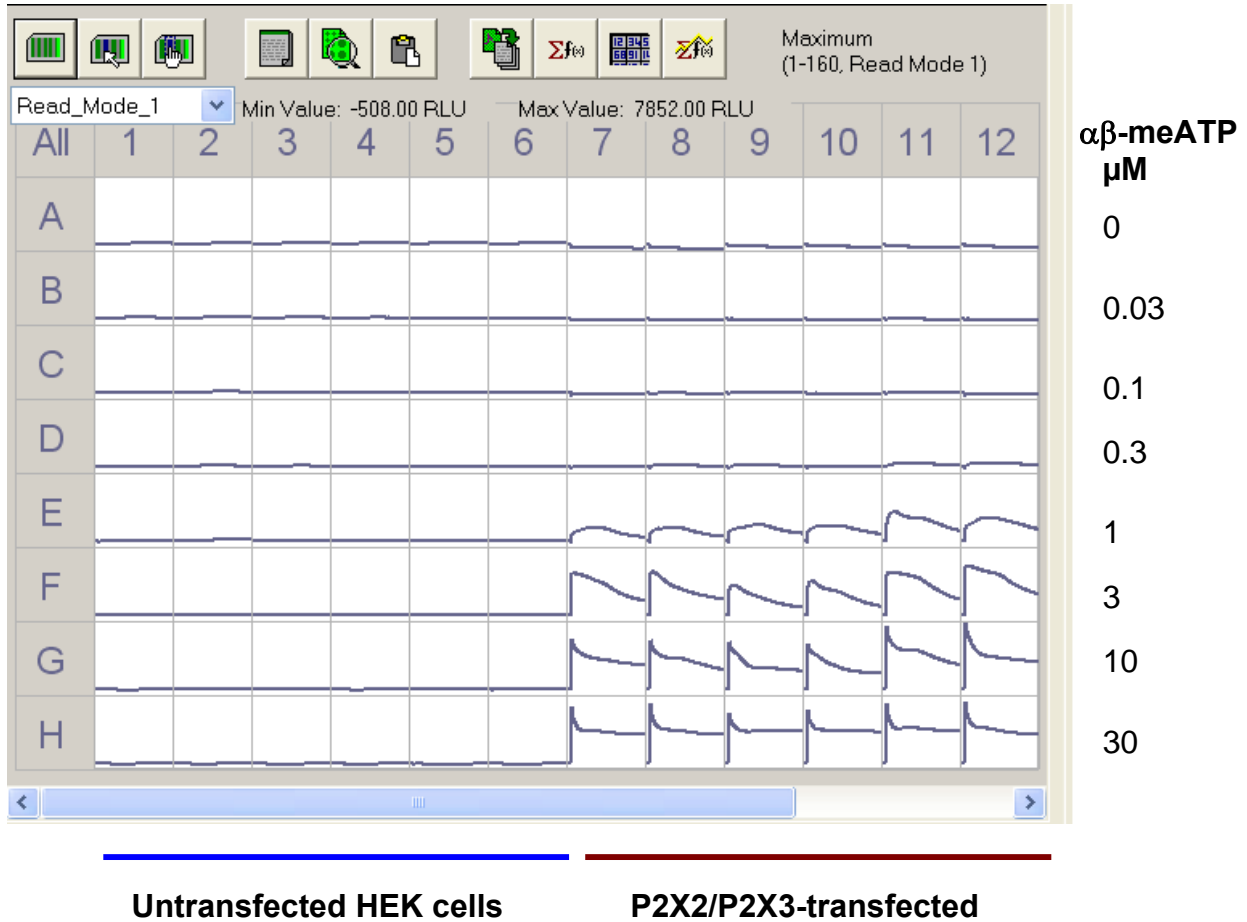 Maximum
(1-160, Read Mode 1)
Read_Mode_1 Min Value: -508.00 RLU Max Value: 7852.00 RLU
All 1 2 3 4 5 6 7 8 9 10 11 12
αβ-meATP
µM
A 0
B 0.03
C 0.1
D 0.3
E 1
F 3
G 10
H 30
Untransfected HEK cells P2X2/P2X3-transfected